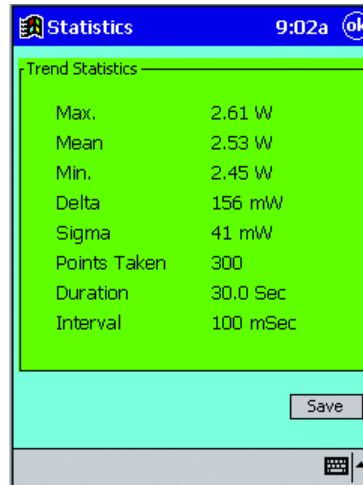 Statistics 9:02a ok
Trend Statistics
Max. 2.61 W
Mean 2.53 W
Min. 2.45 W
Delta 156 mW
Sigma 41 mW
Points Taken 300
Duration 30.0 Sec
Interval 100 mSec
Save